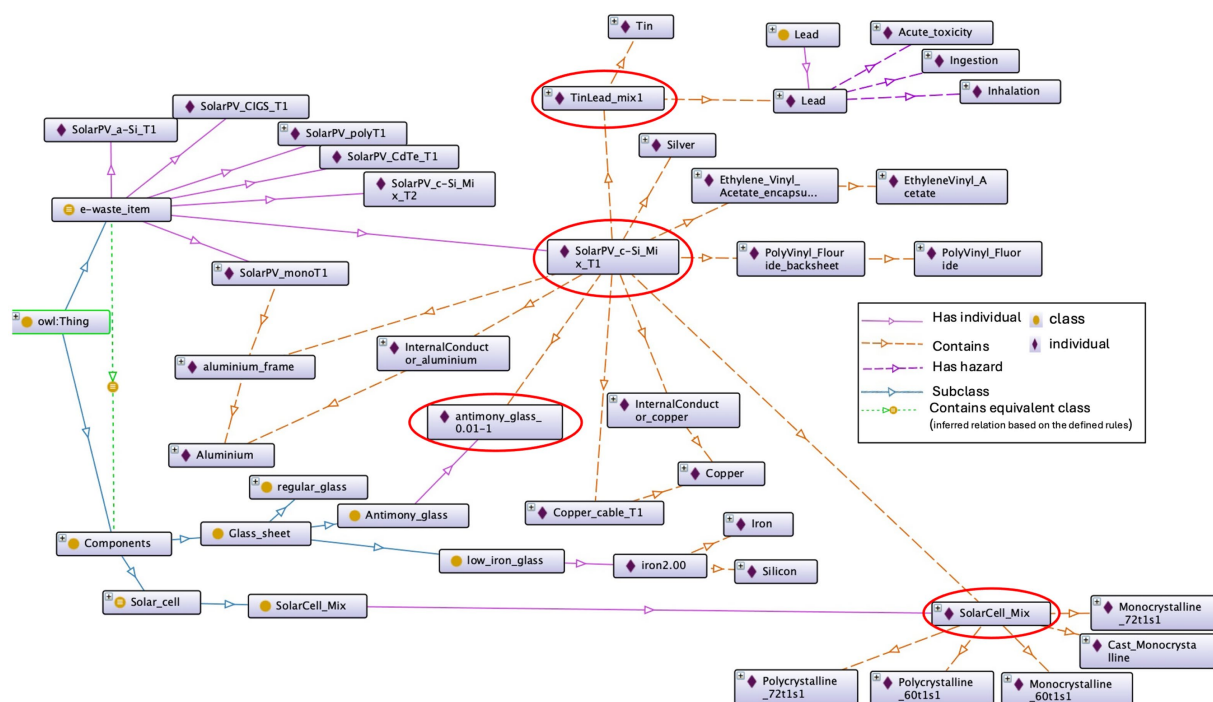 Tin
Lead
Acute_toxicity
Ingestion
Inhalation
TinLead_mix1
Lead
SolarPV_CIGS_T1
SolarPV_a-Si_T1
SolarPV_polyT1
SolarPV_CdTe_T1
SolarPV_c-Si_Mi
x_T2
Silver
Ethylene_Vinyl_
Acetate_encapsu...
EthyleneVinyl_A
cetate
e-waste_item
SolarPV_c-Si_Mi
x_T1
PolyVinyl_Flour
ide_backsheet
PolyVinyl_Fluor
ide
SolarPV_monoT1
owl:Thing
Has individual
class
Contains
individual
Has hazard
Subclass
Contains equivalent class
(inferred relation based on the defined rules)
aluminium_frame
InternalConduct
or_aluminium
antimony_glass_
0.01-1
InternalConduct
or_copper
Aluminium
Copper
regular_glass
Antimony_glass
Copper_cable_T1
Components
Glass_sheet
Iron
low_iron_glass
iron2.00
Silicon
Solar_cell
SolarCell_Mix
SolarCell_Mix
Monocrystalline
_72t1s1
Cast_Monocrysta
lline
Polycrystalline
_72t1s1
Polycrystalline
_60t1s1
Monocrystalline
_60t1s1